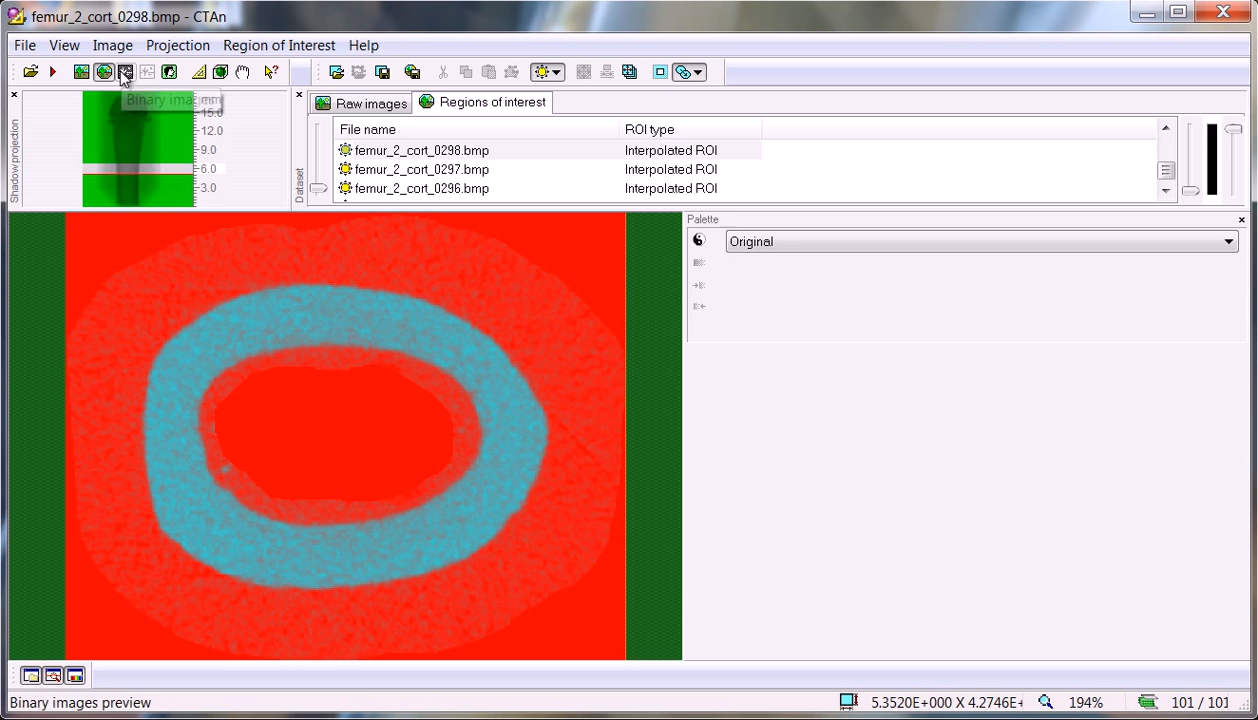 femur_2_cort_0298.bmp - CTAn
File View Image Projection Region of Interest Help
Binary images
mm
15.0
12.0
9.0
6.0
3.0
Shadow projection
Dataset
Raw images Regions of interest
File name ROI type
femur_2_cort_0298.bmp Interpolated ROI
femur_2_cort_0297.bmp Interpolated ROI
femur_2_cort_0296.bmp Interpolated ROI
Palette
Original
Binary images preview 5.3520E+000 X 4.2746E+ 194% 101 / 101